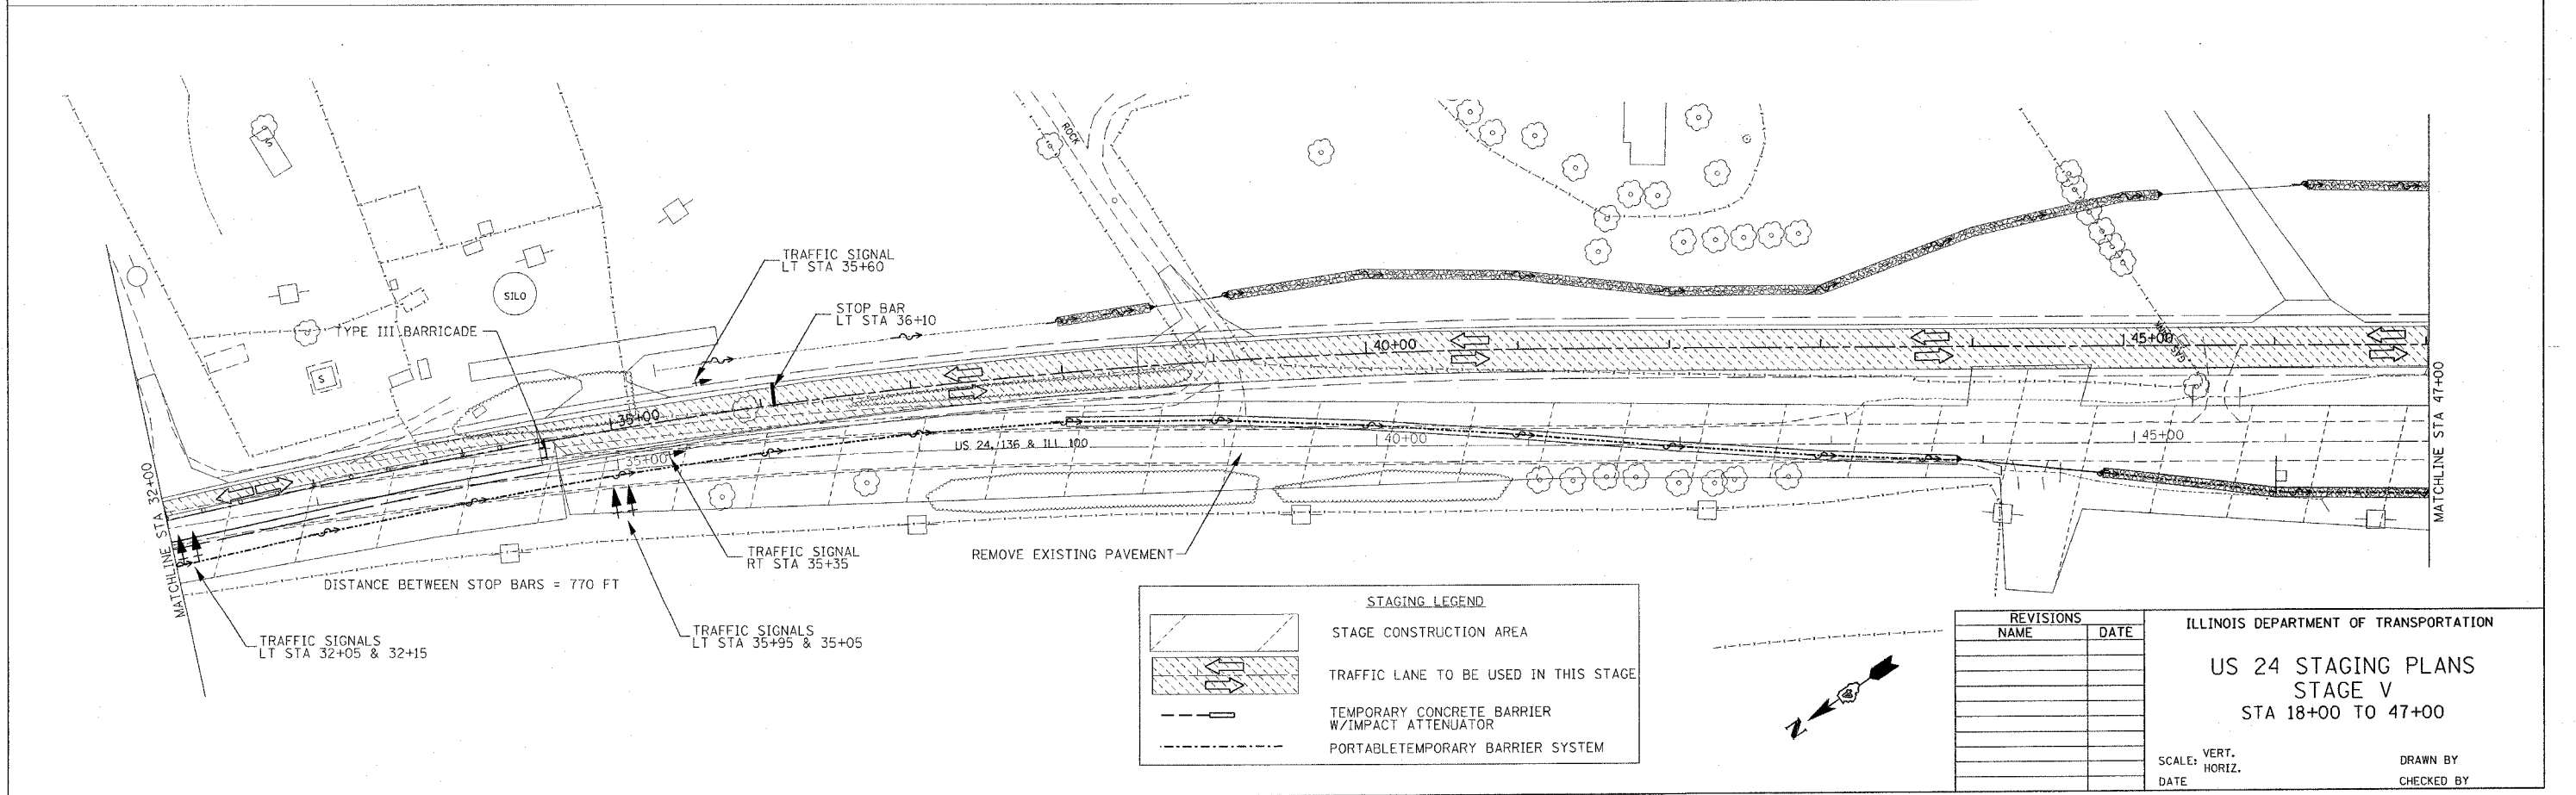 ROCK
S
TRAFFIC SIGNAL
LT STA 35+60
SILO
STOP BAR
LT STA 36+10
TYPE III BARRICADE
S
40+00
45+00
35+00
US 24, 136 & ILL 100
40+00
45+00
35+00
MATCHLINE STA 32+00
MATCHLINE STA 47+00
TRAFFIC SIGNAL
RT STA 35+35
REMOVE EXISTING PAVEMENT
DISTANCE BETWEEN STOP BARS = 770 FT
TRAFFIC SIGNALS
LT STA 32+05 & 32+15
TRAFFIC SIGNALS
LT STA 35+95 & 35+05
STAGING LEGEND
STAGE CONSTRUCTION AREA
TRAFFIC LANE TO BE USED IN THIS STAGE
TEMPORARY CONCRETE BARRIER
W/IMPACT ATTENUATOR
PORTABLETEMPORARY BARRIER SYSTEM
N
REVISIONS
NAME DATE
ILLINOIS DEPARTMENT OF TRANSPORTATION
US 24 STAGING PLANS
STAGE V
STA 18+00 TO 47+00
SCALE: VERT.
HORIZ.
DRAWN BY
DATE
CHECKED BY